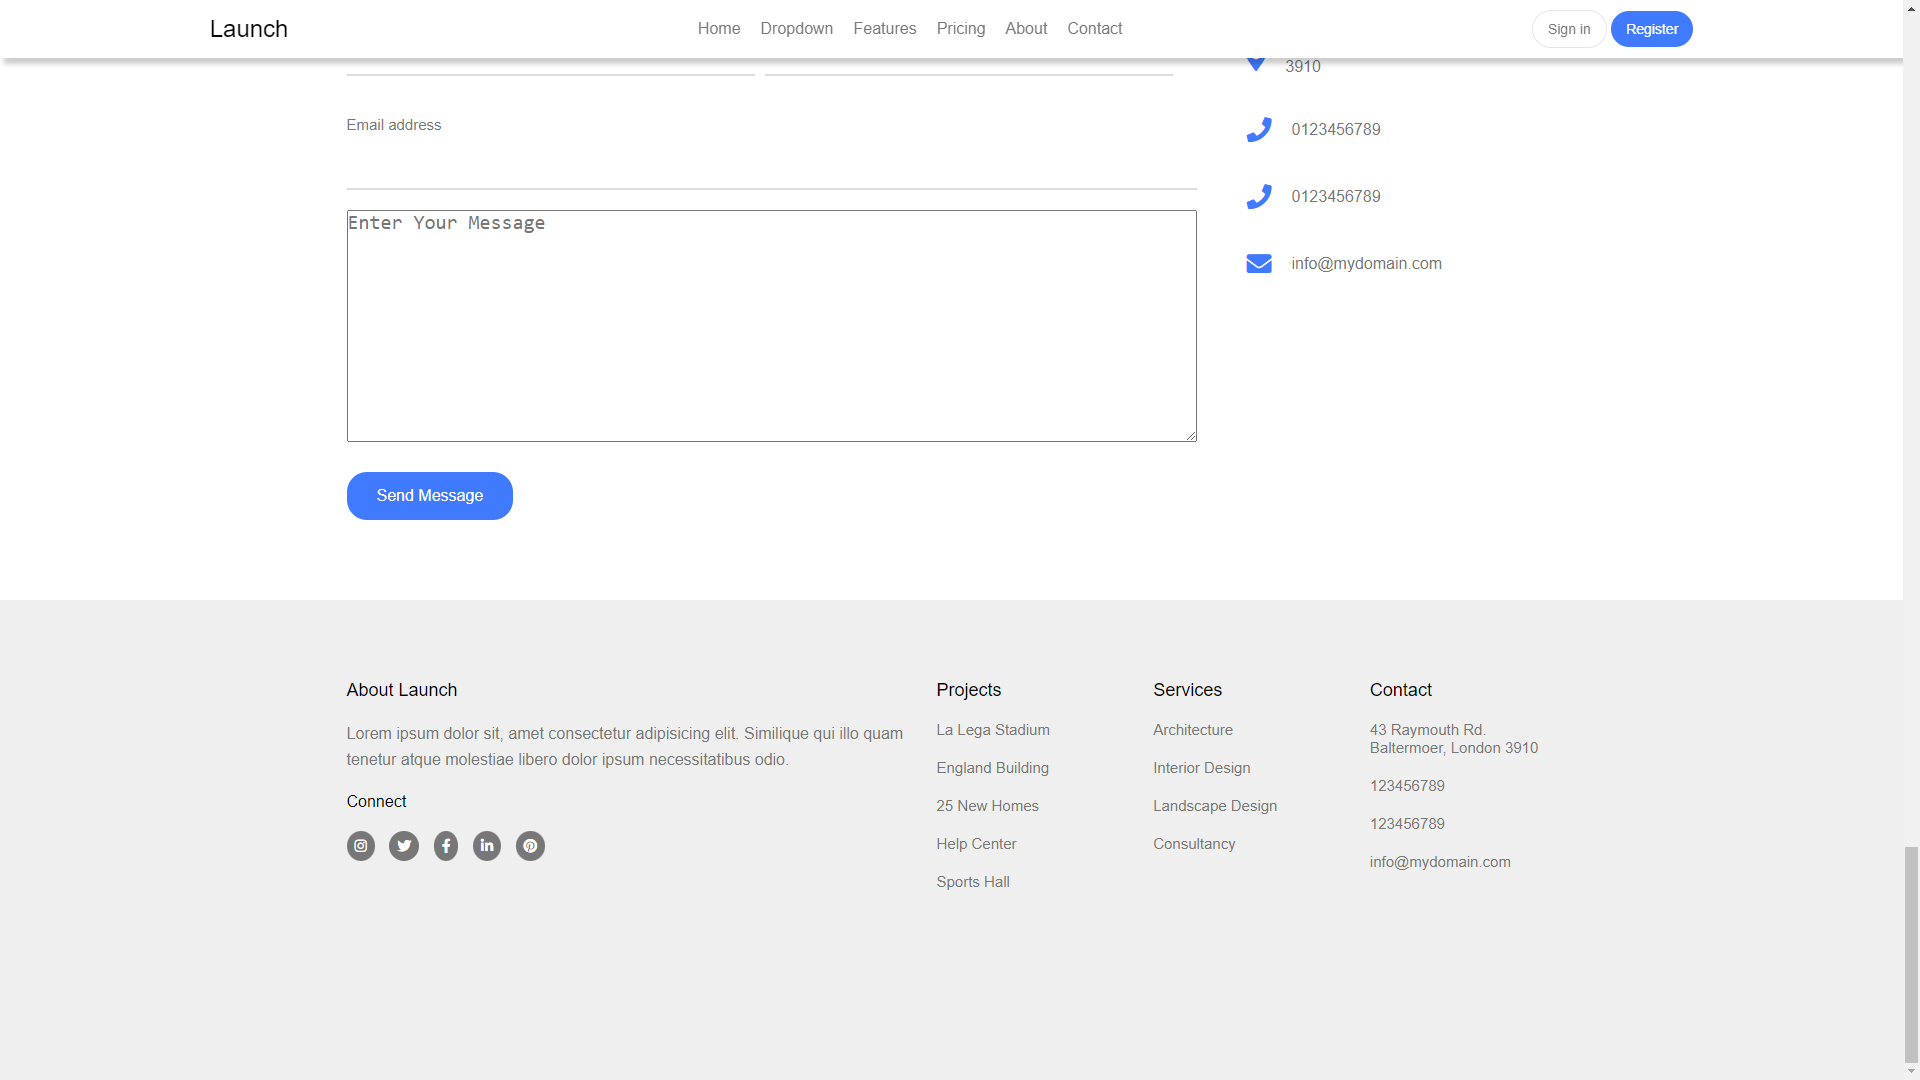 Launch
Home Dropdown Features Pricing About Contact
Sign in Register
3910
Email address
0123456789
0123456789
Enter Your Message
info@mydomain.com
Send Message
About Launch
Lorem ipsum dolor sit, amet consectetur adipisicing elit. Similique qui illo quam
tenetur atque molestiae libero dolor ipsum necessitatibus odio.
Connect
Projects
La Lega Stadium
England Building
25 New Homes
Help Center
Sports Hall
Services
Architecture
Interior Design
Landscape Design
Consultancy
Contact
43 Raymouth Rd.
Baltermoer, London 3910
123456789
123456789
info@mydomain.com